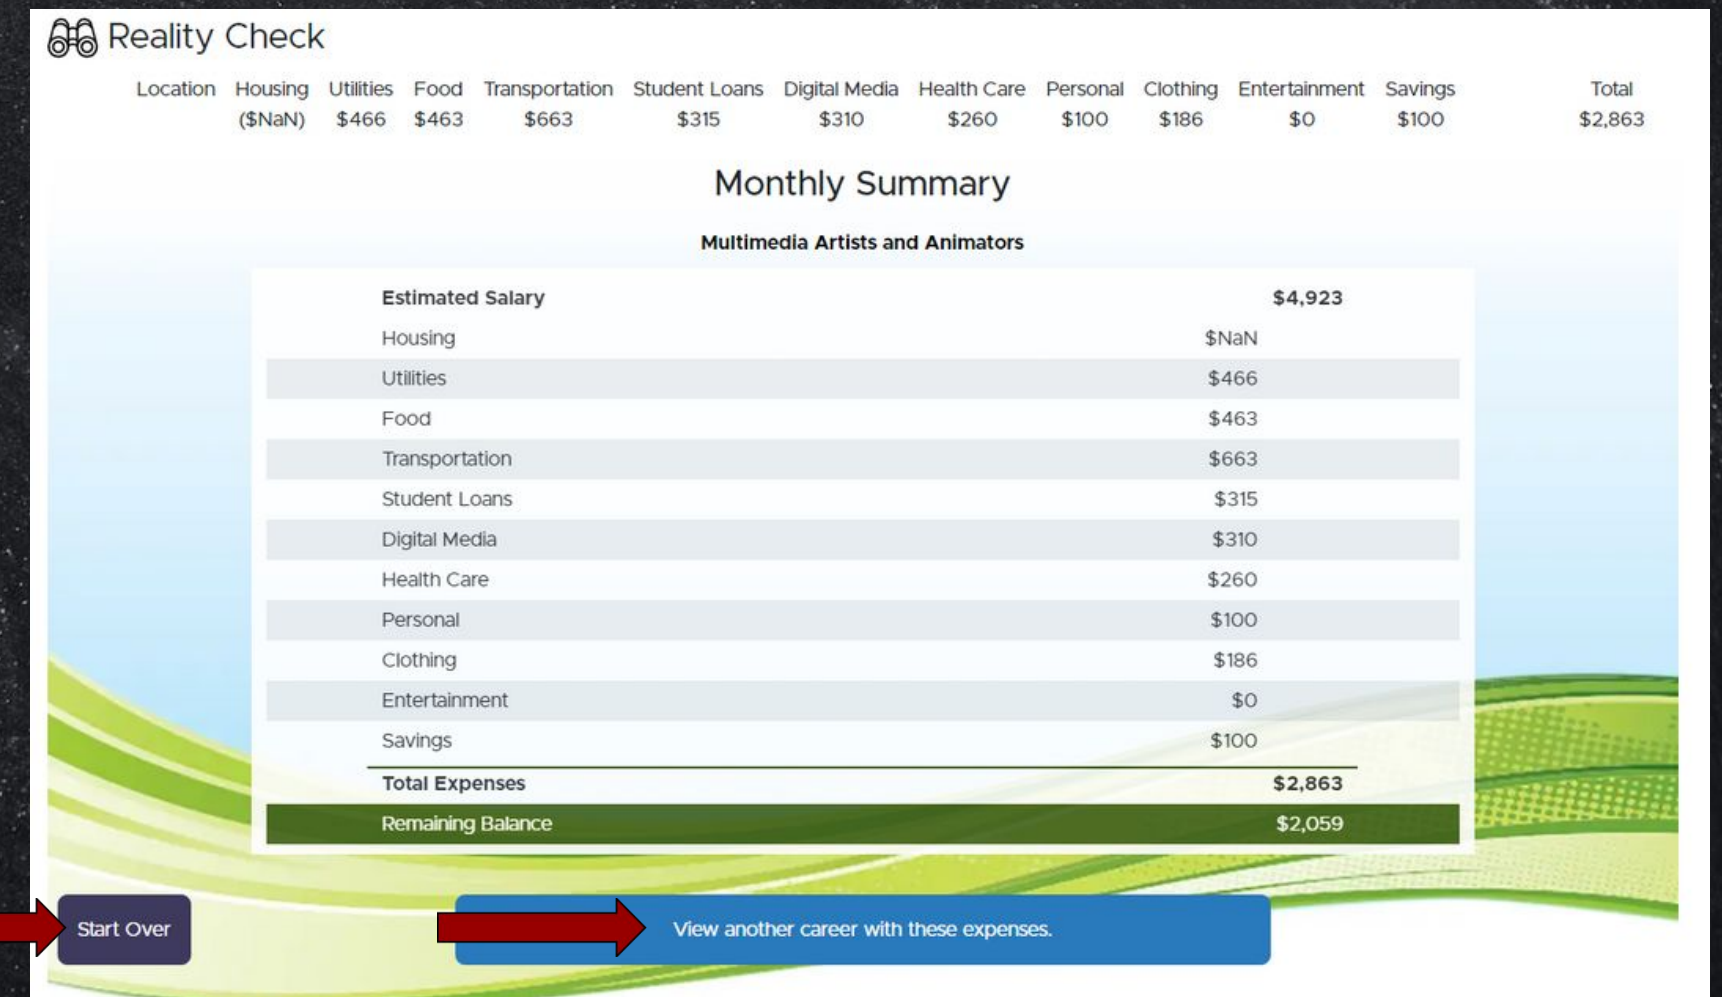 Reality Check
Location Housing Utilities Food Transportation Student Loans Digital Media Health Care Personal Clothing Entertainment Savings Total
($NaN) $466 $463 $663 $315 $310 $260 $100 $186 $0 $100 $2,863
Monthly Summary
Multimedia Artists and Animators
Estimated Salary $4,923
Housing $NaN
Utilities $466
Food $463
Transportation $663
Student Loans $315
Digital Media $310
Health Care $260
Personal $100
Clothing $186
Entertainment $0
Savings $100
Total Expenses $2,863
Remaining Balance $2,059
Start Over View another career with these expenses.